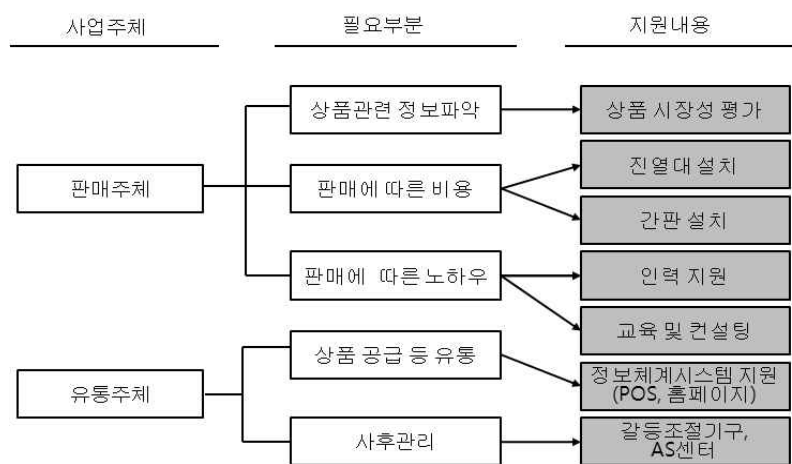 사업주체
필요부분
지원내용
상품관련 정보파악
상품 시장성 평가
판매주체
판매에 따른 비용
진열대 설치
간판 설치
판매에 따른 노하우
인력 지원
교육 및 컨설팅
유통주체
상품 공급 등 유통
정보체계시스템 지원
(POS, 홈페이지)
사후관리
갈등조절기구,
AS센터